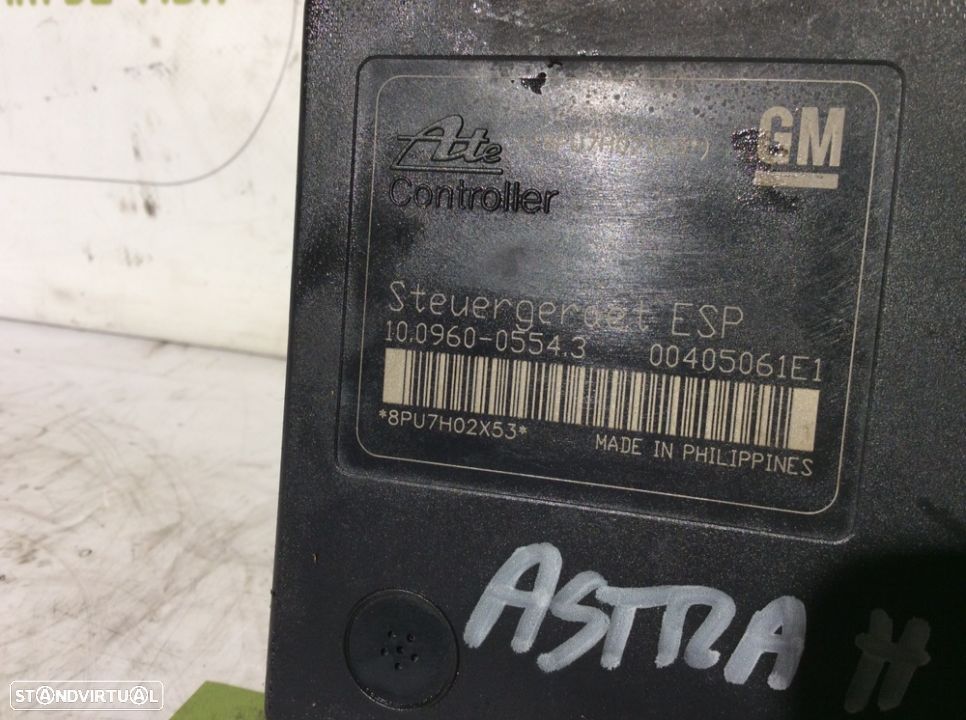 Ate
GM
Controller
Steuergeraet ESP
10.0960-0554.3 00405061E1
*8PU7H02X53*
MADE IN PHILIPPINES
ASTRA H
STANDVIRTUAL